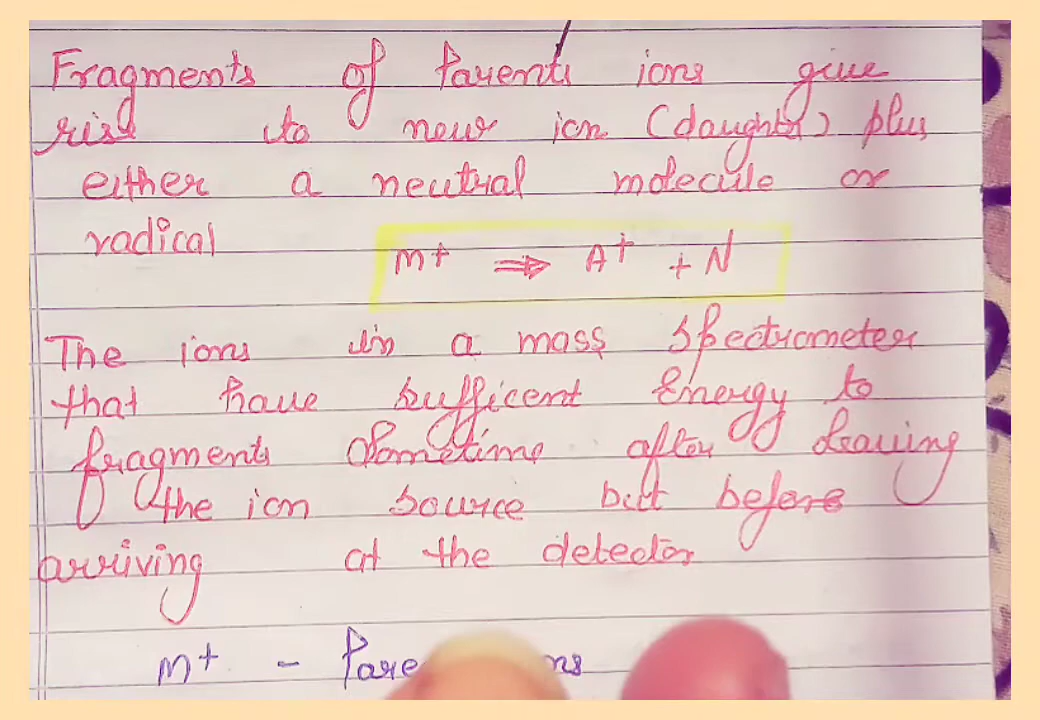 Fragments of Parents ions give
rise to new ion (daughter) plus
either a neutral molecule or
radical
M+ ⇒ A+ + N
The ions in a mass spectrometer
that have sufficent Energy to
fragments Sometime after leaving
the ion source but before
arriving at the detector
M+ -